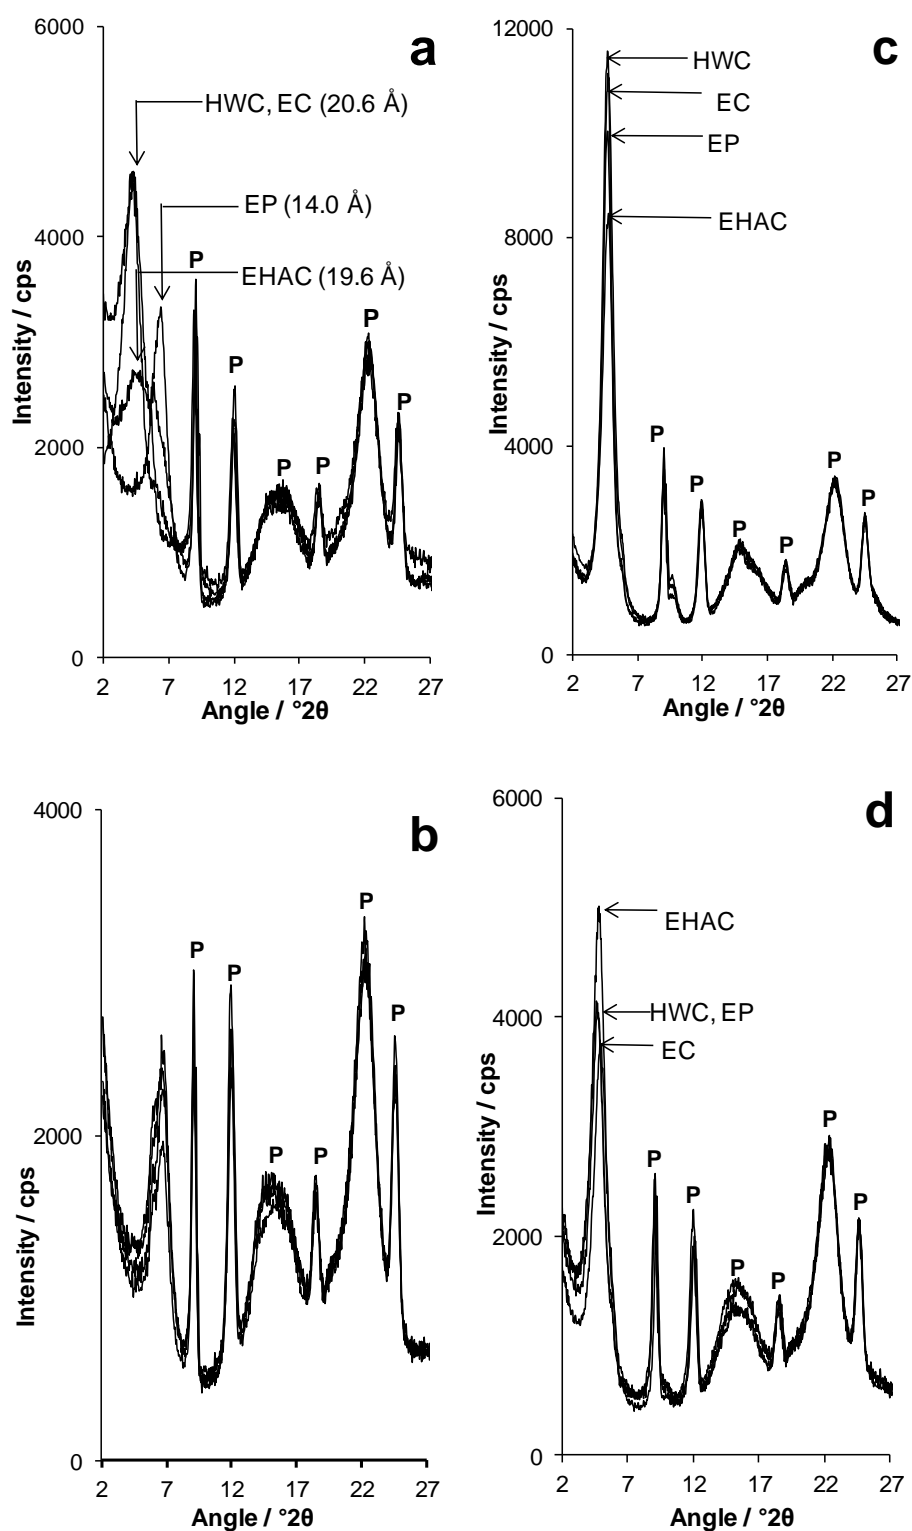 a
6000
4000
2000
0
Intensity / cps
HWC, EC (20.6 Å)
EP (14.0 Å)
EHAC (19.6 Å)
P
P
P
P
P
P
2 7 12 17 22 27
Angle / °2θ
c
12000
8000
4000
0
Intensity / cps
HWC
EC
EP
EHAC
P
P
P
P
P
P
2 7 12 17 22 27
Angle / °2θ
b
4000
2000
0
Intensity / cps
P
P
P
P
P
P
2 7 12 17 22 27
Angle / °2θ
d
6000
4000
2000
0
Intensity / cps
EHAC
HWC, EP
EC
P
P
P
P
P
P
2 7 12 17 22 27
Angle / °2θ